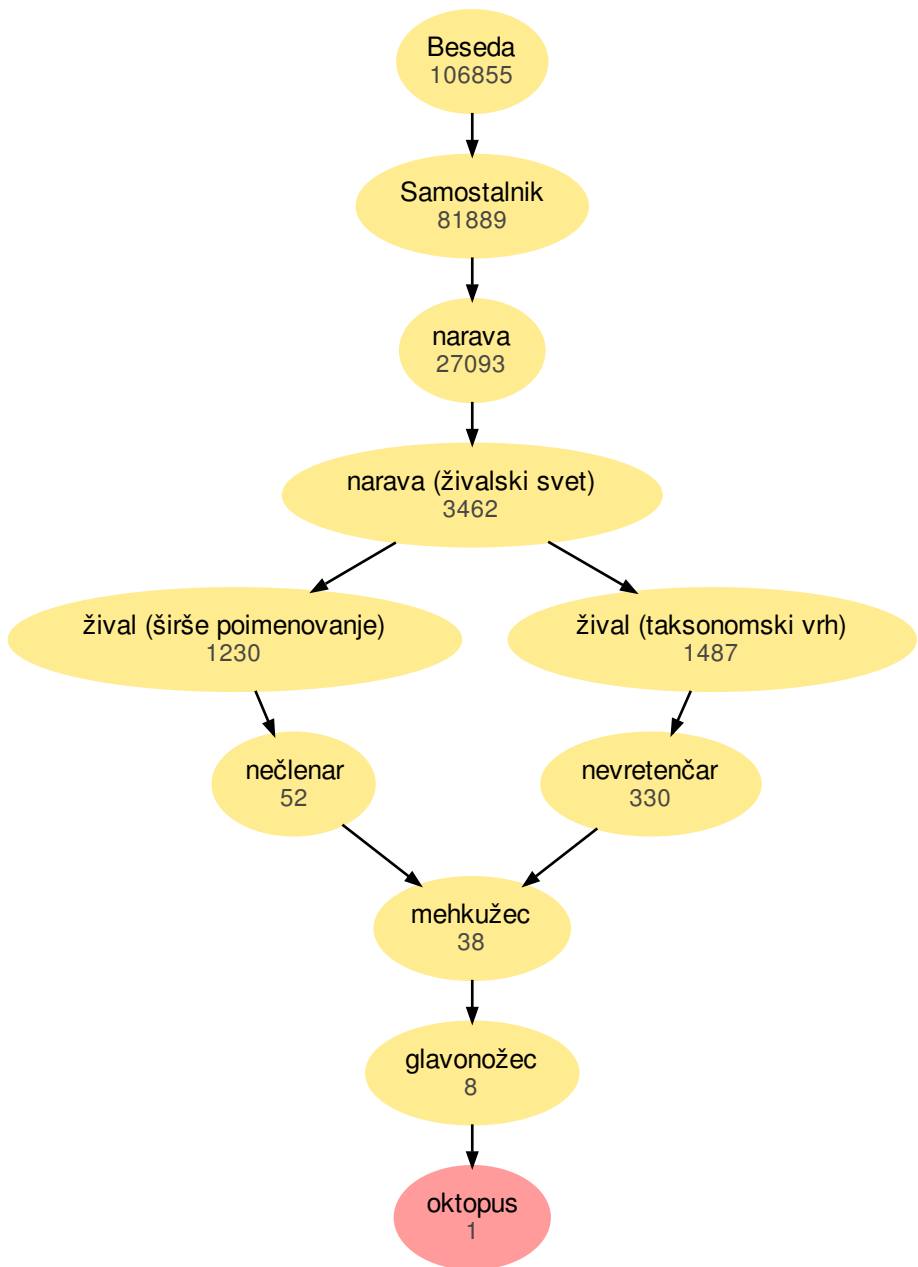 Beseda
106855
Samostalnik
81889
narava
27093
narava (živalski svet)
3462
žival (širše poimenovanje)
1230
žival (taksonomski vrh)
1487
nečlenar
52
nevretenčar
330
mehkužec
38
glavonožec
8
oktopus
1